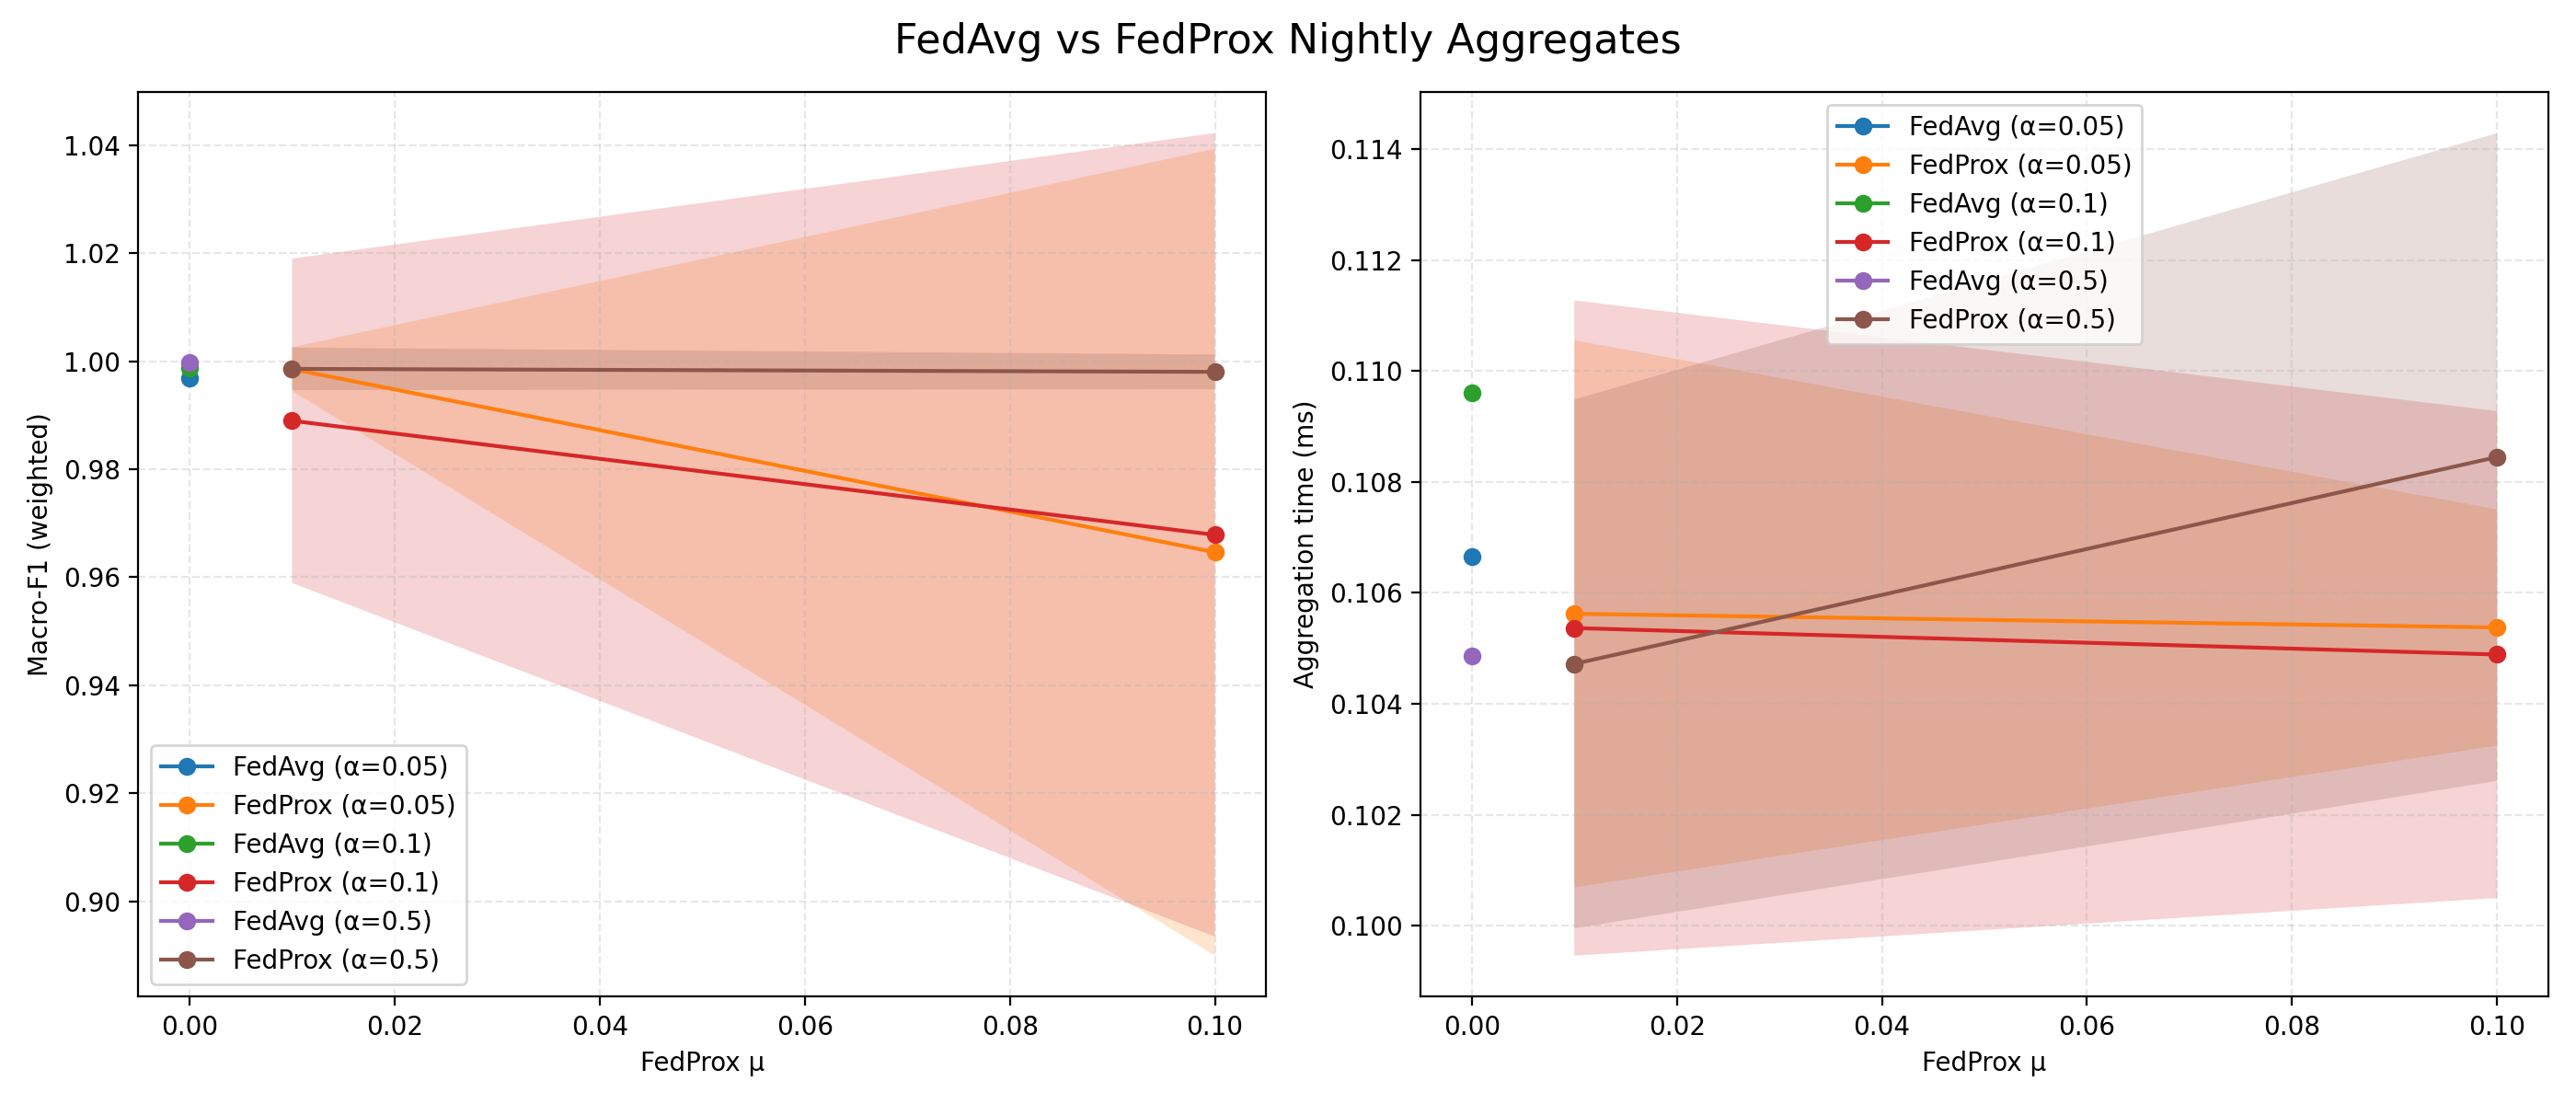 FedAvg vs FedProx Nightly Aggregates
Macro-F1 (weighted)
1.04
1.02
1.00
0.98
0.96
0.94
0.92
0.90
FedAvg (α=0.05)
FedProx (α=0.05)
FedAvg (α=0.1)
FedProx (α=0.1)
FedAvg (α=0.5)
FedProx (α=0.5)
0.00 0.02 0.04 0.06 0.08 0.10
FedProx μ
Aggregation time (ms)
0.114
0.112
0.110
0.108
0.106
0.104
0.102
0.100
FedAvg (α=0.05)
FedProx (α=0.05)
FedAvg (α=0.1)
FedProx (α=0.1)
FedAvg (α=0.5)
FedProx (α=0.5)
0.00 0.02 0.04 0.06 0.08 0.10
FedProx μ